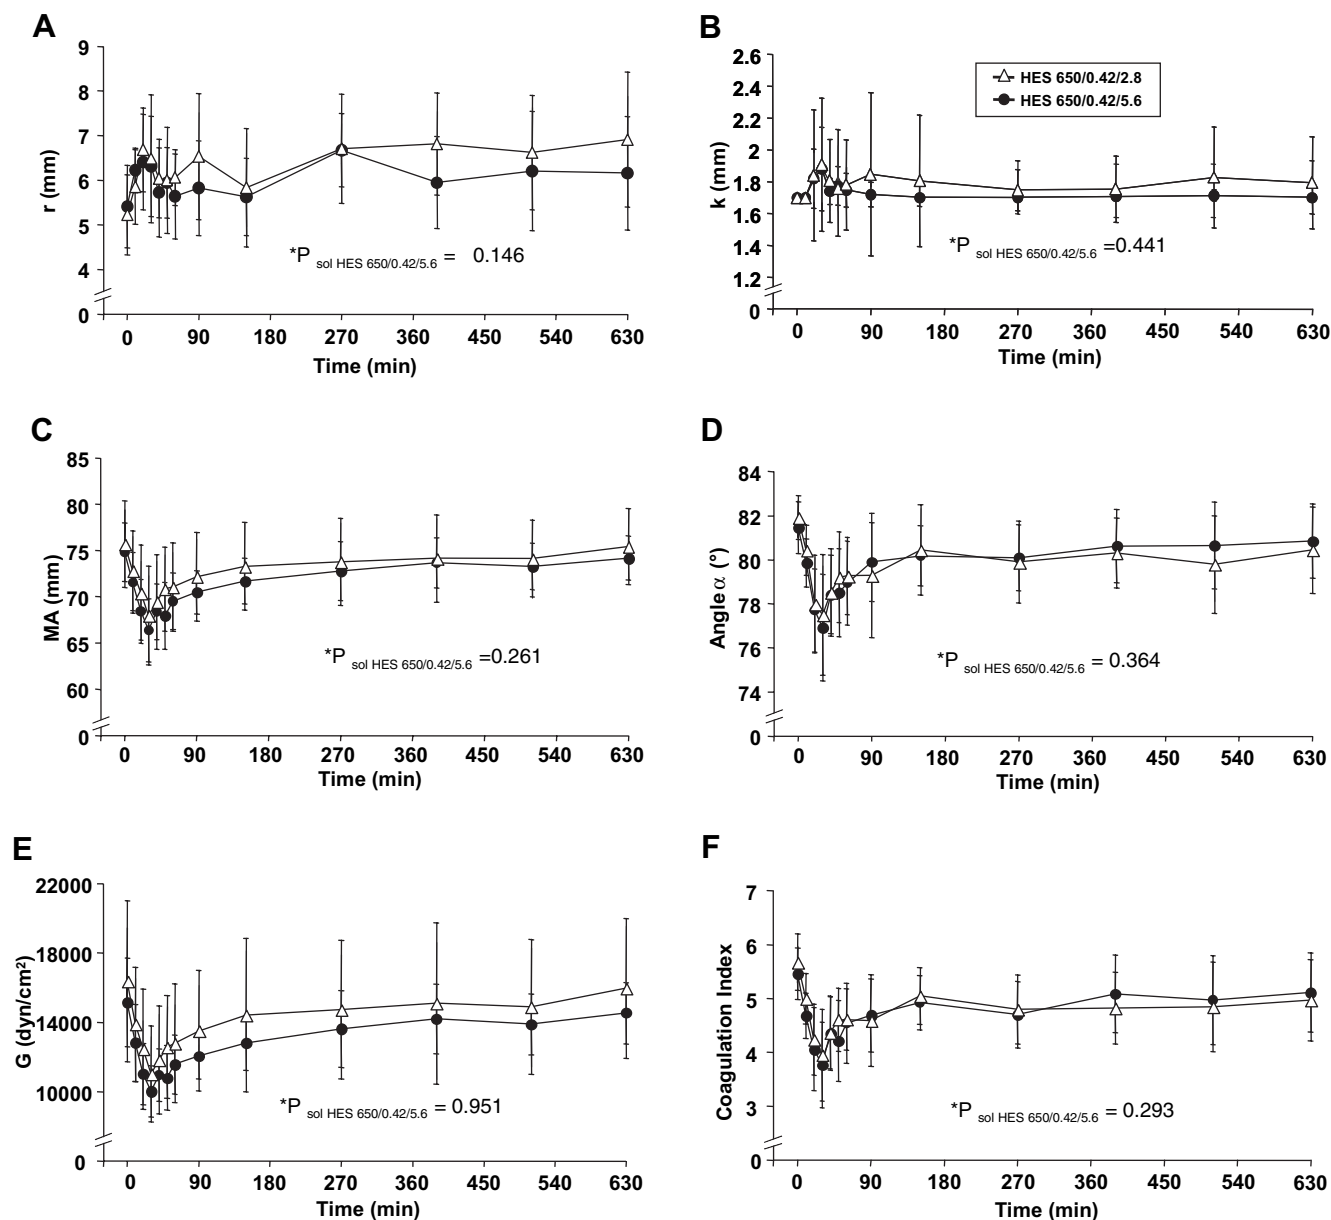 A
r (mm)
9
8
7
6
5
4
0
0 90 180 270 360 450 540 630
Time (min)
*P sol HES 650/0.42/5.6 = 0.146
B
k (mm)
2.6
2.4
2.2
2.0
1.8
1.6
1.4
1.2
0
0 90 180 270 360 450 540 630
Time (min)
HES 650/0.42/2.8
HES 650/0.42/5.6
*P sol HES 650/0.42/5.6 =0.441
C
MA (mm)
85
80
75
70
65
60
0
0 90 180 270 360 450 540 630
Time (min)
*P sol HES 650/0.42/5.6 =0.261
D
Angle α (°)
84
82
80
78
76
74
0
0 90 180 270 360 450 540 630
Time (min)
*P sol HES 650/0.42/5.6 = 0.364
E
G (dyn/cm²)
22000
18000
14000
10000
0
0 90 180 270 360 450 540 630
Time (min)
*P sol HES 650/0.42/5.6 = 0.951
F
Coagulation Index
7
6
5
4
3
0
0 90 180 270 360 450 540 630
Time (min)
*P sol HES 650/0.42/5.6 = 0.293